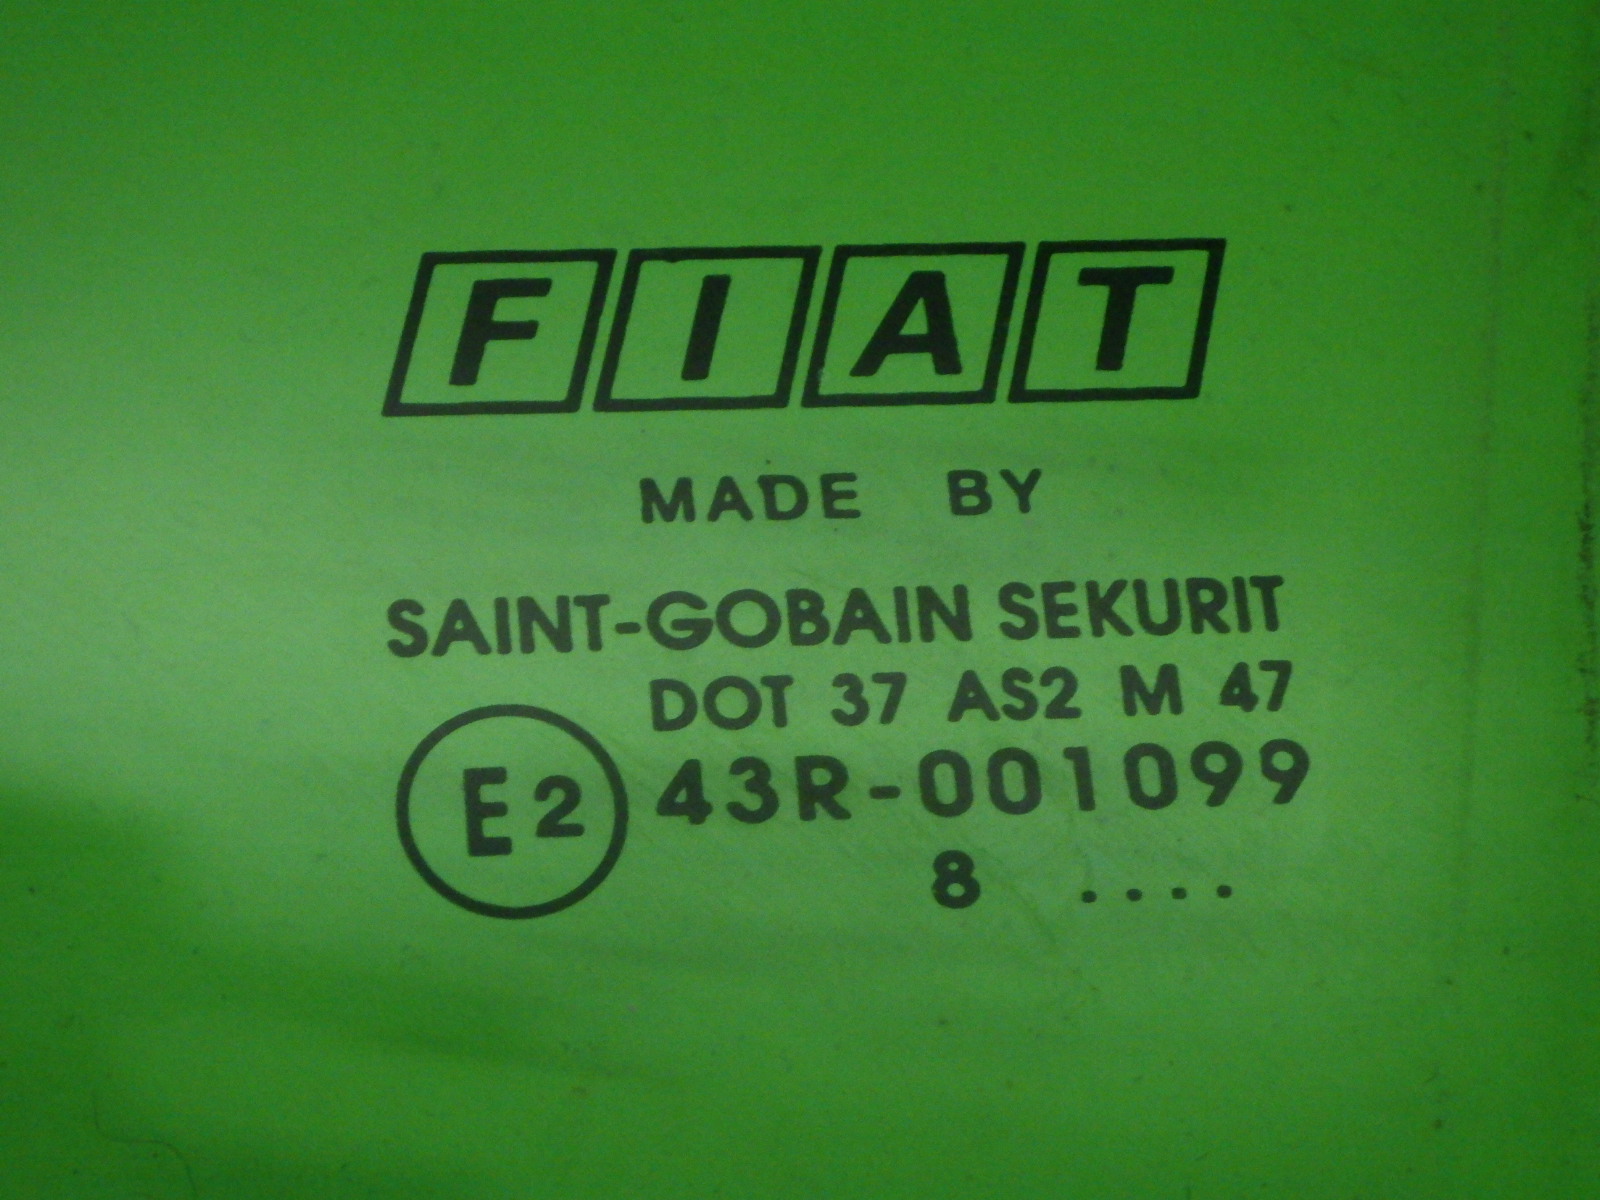 FIAT
MADE BY
SAINT-GOBAIN SEKURIT
DOT 37 AS2 M 47
E2 43R-001099
8 ....